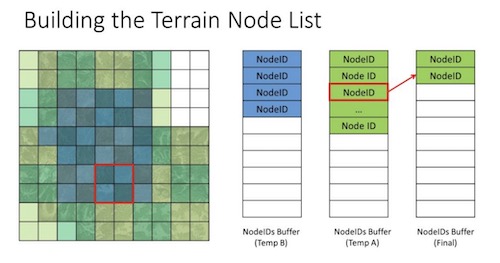 Building the Terrain Node List
NodeID
NodeID
NodeID
NodeID
NodeIDs Buffer
(Temp B)
NodeID
Node ID
NodeID
...
Node ID
NodeIDs Buffer
(Temp A)
NodeID
NodeID
NodeIDs Buffer
(Final)